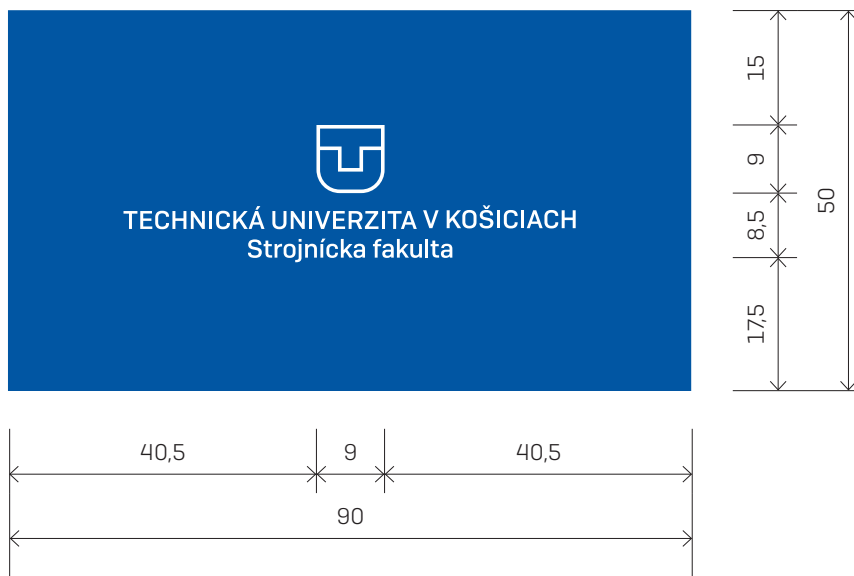 TECHNICKÁ UNIVERZITA V KOŠICIACH
Strojnícka fakulta
15
9
8,5
17,5
50
40,5 9 40,5
90